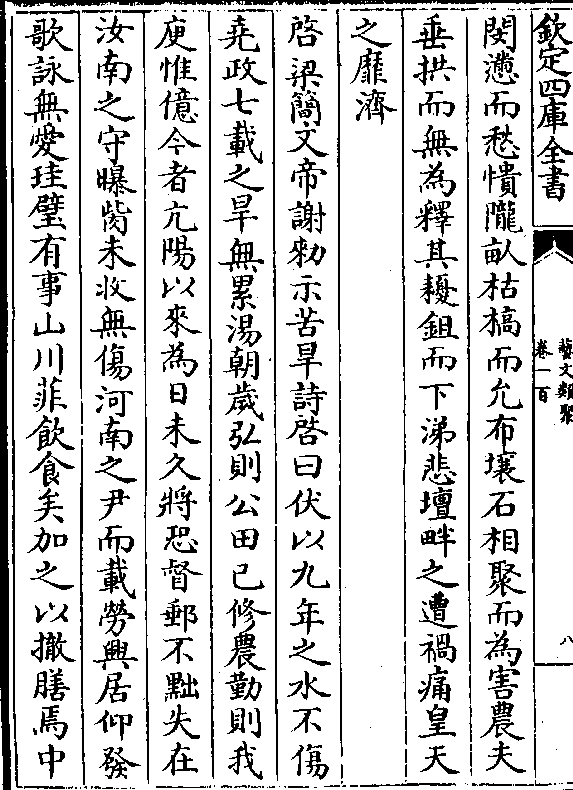 欽定四庫全書
藝文類聚
卷一百
八
閔懣而愁憒隴畝枯槁而允布壤石相聚而為害農夫
垂拱而無為釋其耰鉏而下涕悲壇畔之遭禍痛皇天
之靡濟
啓梁簡文帝謝勑示苦旱詩啓曰伏以九年之水不傷
堯政七載之旱無累湯朝歲弘則公田已修農勤則我
庾惟億今者亢陽以來為日未久將恐督郵不黜失在
汝南之守曝背未收無傷河南之尹而載勞興居仰發
歌詠無愛珪璧有事山川菲飲食矣加之以撤膳焉中